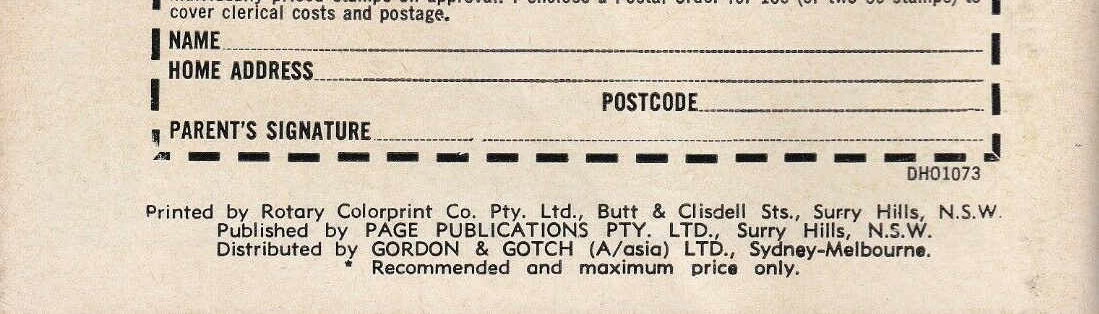 cover clerical costs and postage.
NAME
HOME ADDRESS
POSTCODE
PARENT'S SIGNATURE
DH01073
Printed by Rotary Colorprint Co. Pty. Ltd., Butt & Clisdell Sts., Surry Hills, N.S.W.
Published by PAGE PUBLICATIONS PTY. LTD., Surry Hills, N.S.W.
Distributed by GORDON & GOTCH (A/asia) LTD., Sydney-Melbourne.
* Recommended and maximum price only.